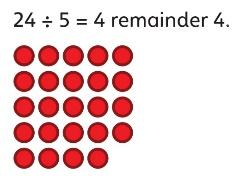 24 ÷ 5 = 4 remainder 4.